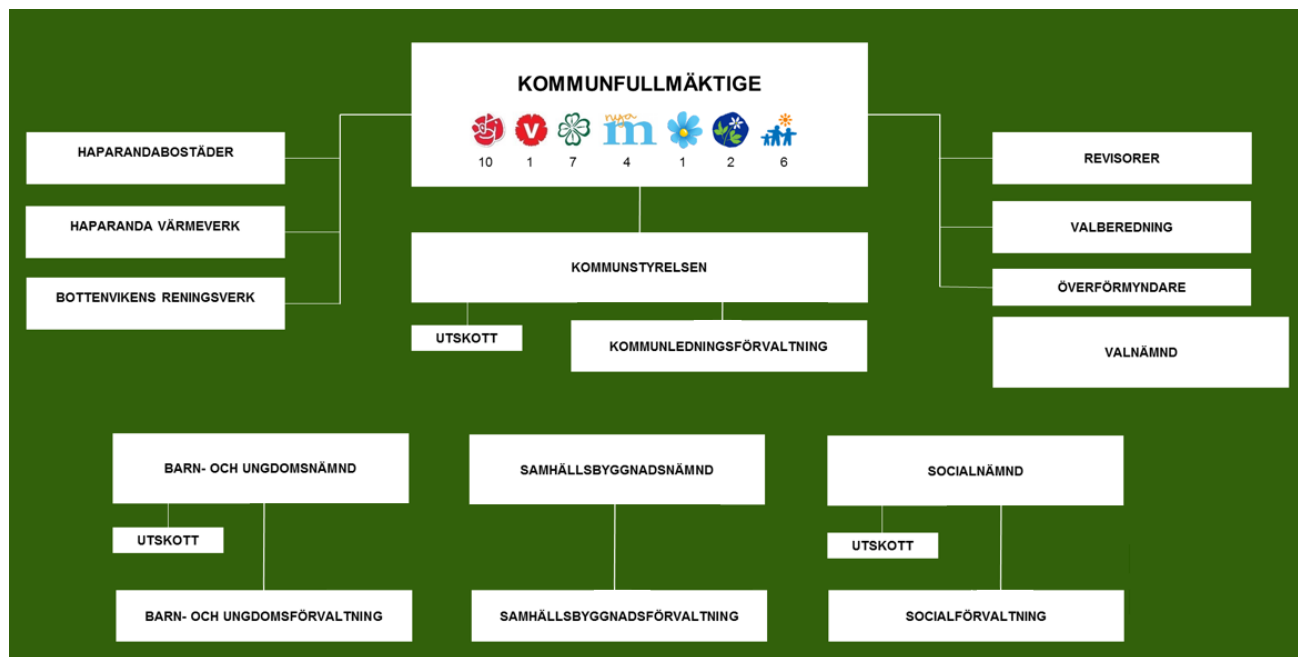 KOMMUNFULLMÄKTIGE
V
nya
m
10 1 7 4 1 2 6
HAPARANDABOSTÄDER
HAPARANDA VÄRMEVERK
BOTTENVIKENS RENINGSVERK
REVISORER
VALBEREDNING
ÖVERFÖRMYNDARE
VALNÄMND
KOMMUNSTYRELSEN
UTSKOTT
KOMMUNLEDNINGSFÖRVALTNING
BARN- OCH UNGDOMSNÄMND
UTSKOTT
BARN- OCH UNGDOMSFÖRVALTNING
SAMHÄLLSBYGGNADSNÄMND
SAMHÄLLSBYGGNADSFÖRVALTNING
SOCIALNÄMND
UTSKOTT
SOCIALFÖRVALTNING